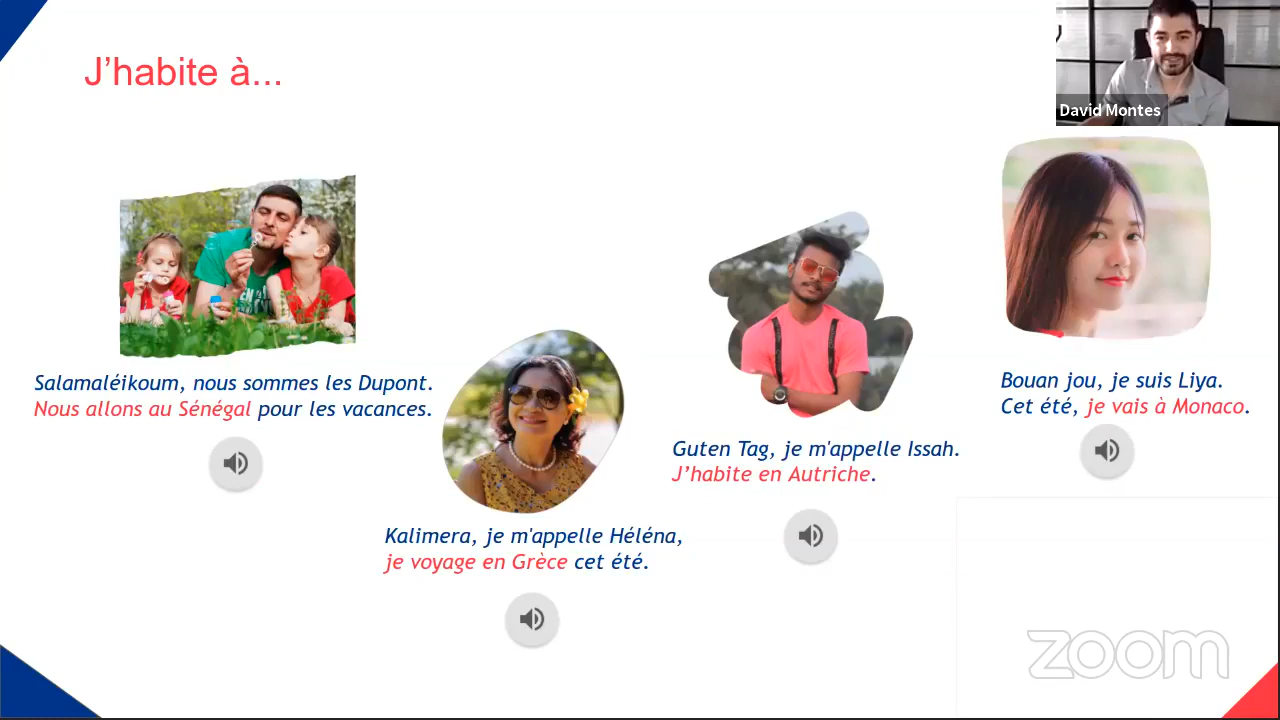 J'habite à...
David Montes
Salamaléikoum, nous sommes les Dupont.
Nous allons au Sénégal pour les vacances.
Kalimera, je m'appelle Héléna,
je voyage en Grèce cet été.
Guten Tag, je m'appelle Issah.
J'habite en Autriche.
Bouan jou, je suis Liya.
Cet été, je vais à Monaco.
zoom